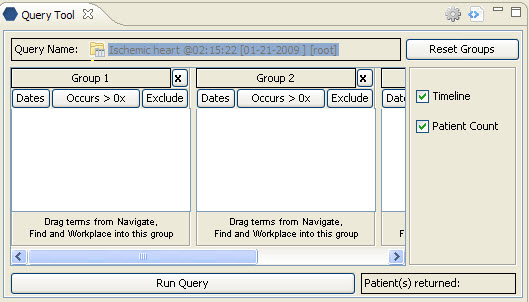 Query Tool
Query Name: Ischemic heart @02:15:22 [01-21-2009 ] [root] Reset Groups
Group 1 x Group 2 x
Dates Occurs > 0x Exclude Dates Occurs > 0x Exclude
Timeline
Patient Count
Drag terms from Navigate,
Find and Workplace into this group
Drag terms from Navigate,
Find and Workplace into this group
Run Query Patient(s) returned: